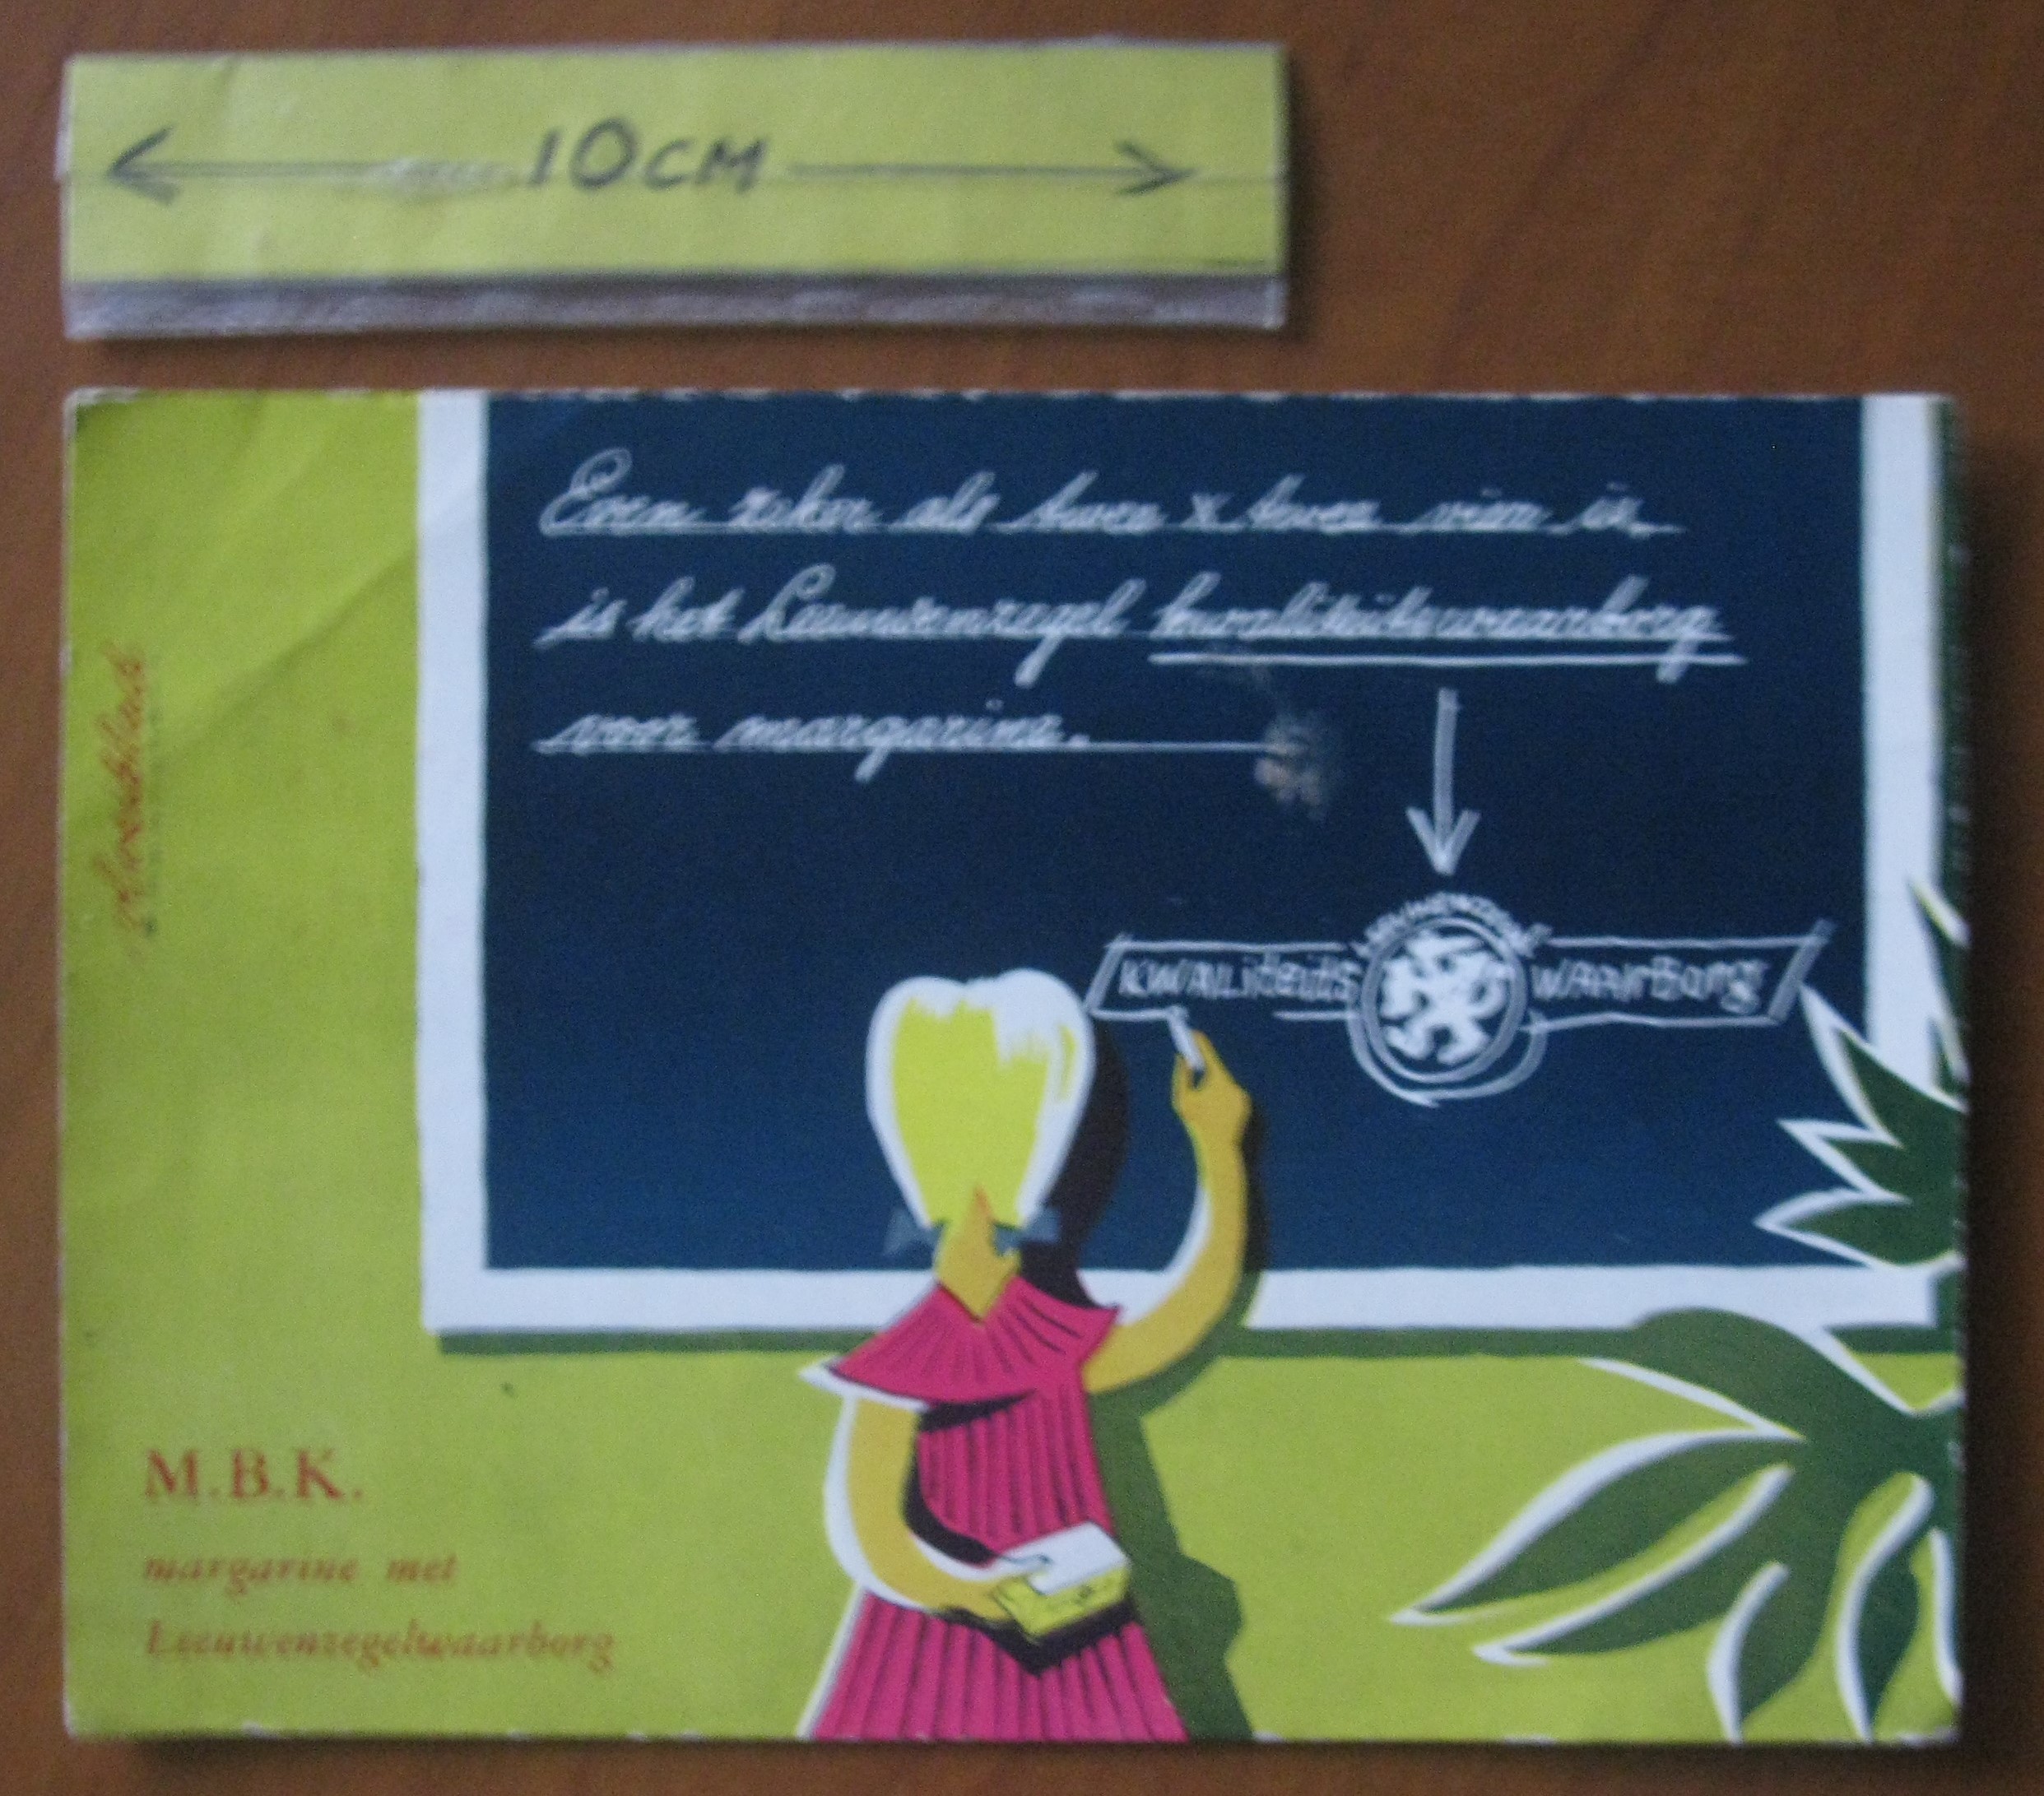 10CM
Even zeker als twee x twee vier is,
is het Leeuwenzegel kwaliteitswaarborg
voor margarine.
LEEUWENZEGEL
KWALiteits WAArBorg
M.B.K.
margarine met
Leeuwenzegelwaarborg